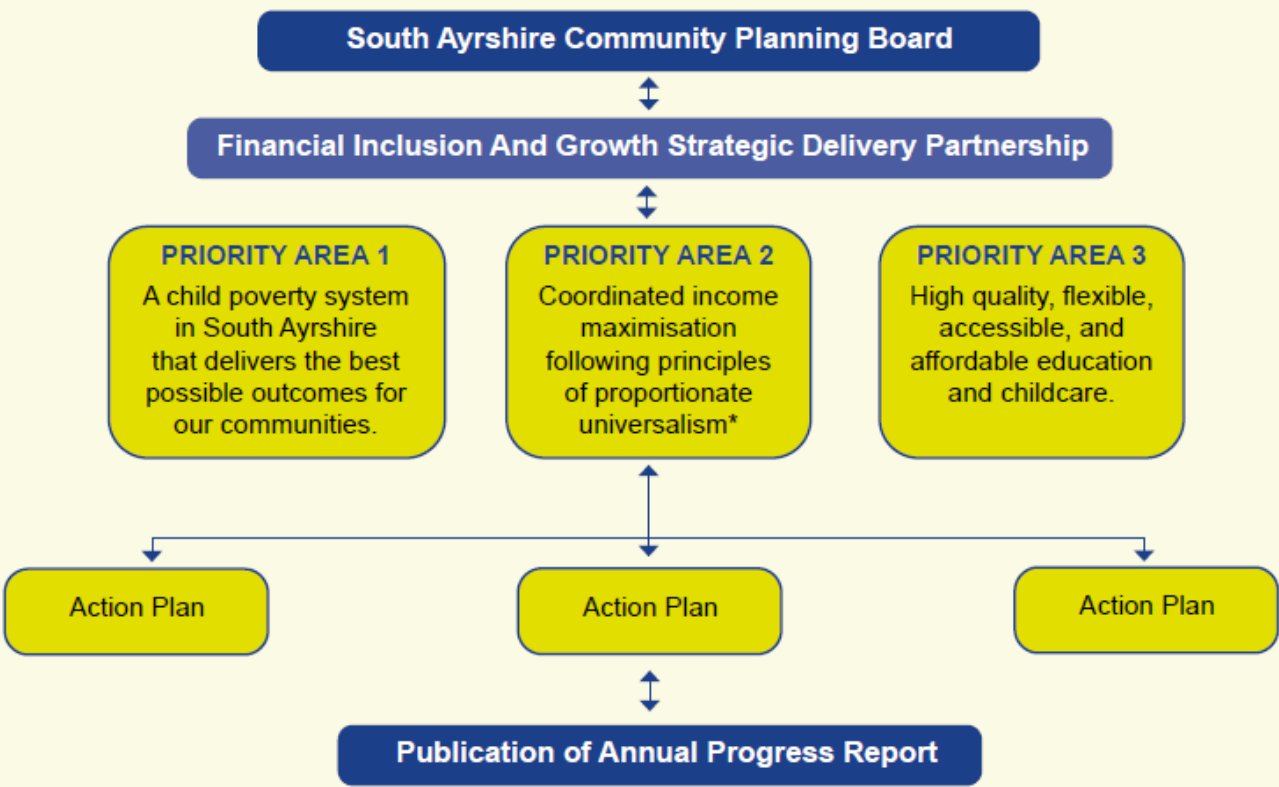 South Ayrshire Community Planning Board
Financial Inclusion And Growth Strategic Delivery Partnership
PRIORITY AREA 1
A child poverty system
in South Ayrshire
that delivers the best
possible outcomes for
our communities.
PRIORITY AREA 2
Coordinated income
maximisation
following principles
of proportionate
universalism*
PRIORITY AREA 3
High quality, flexible,
accessible, and
affordable education
and childcare.
Action Plan
Action Plan
Action Plan
Publication of Annual Progress Report